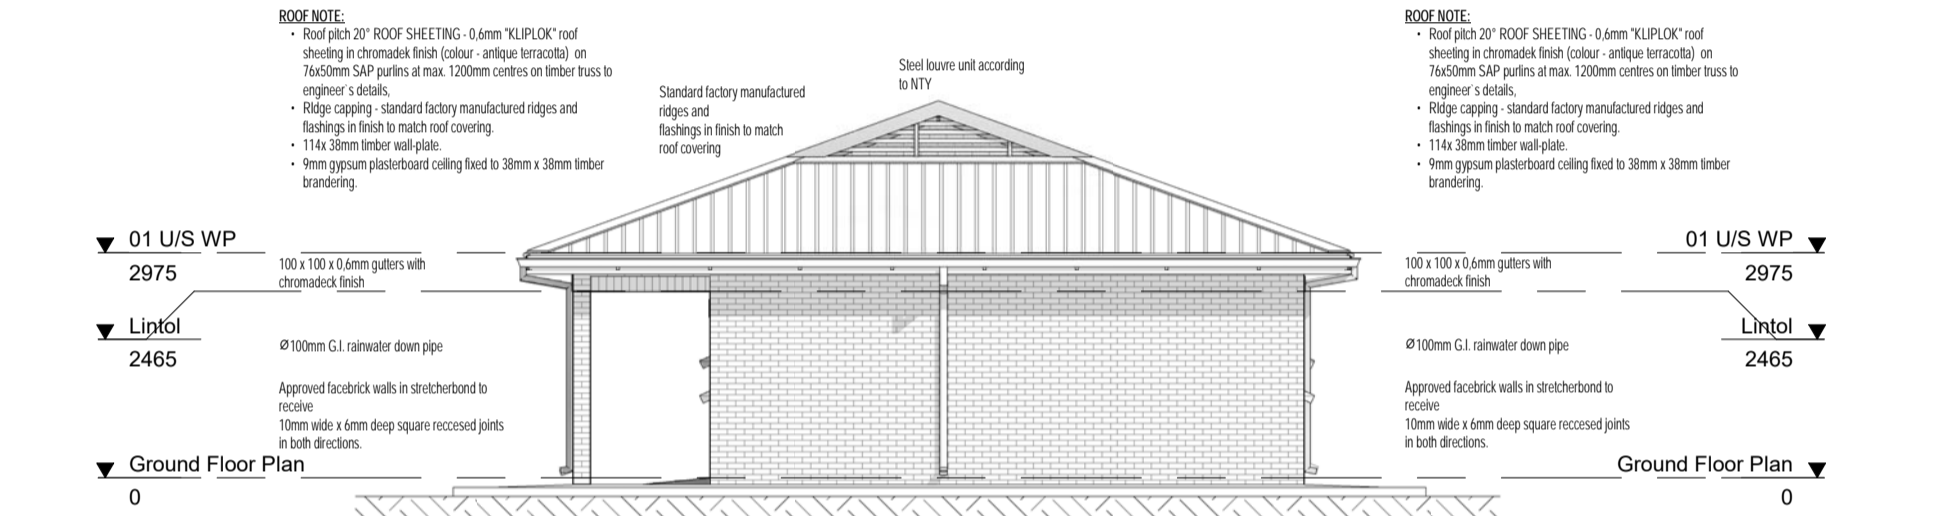 ROOF NOTE:
• Roof pitch 20° ROOF SHEETING - 0,6mm "KLIPLOK" roof
sheeting in chromadek finish (colour - antique terracotta) on
76x50mm SAP purlins at max. 1200mm centres on timber truss to
engineer`s details,
• RIdge capping - standard factory manufactured ridges and
flashings in finish to match roof covering.
• 114x 38mm timber wall-plate.
• 9mm gypsum plasterboard ceiling fixed to 38mm x 38mm timber
brandering.
Standard factory manufactured
ridges and
flashings in finish to match
roof covering
Steel louvre unit according
to NTY
ROOF NOTE:
• Roof pitch 20° ROOF SHEETING - 0,6mm "KLIPLOK" roof
sheeting in chromadek finish (colour - antique terracotta) on
76x50mm SAP purlins at max. 1200mm centres on timber truss to
engineer`s details,
• RIdge capping - standard factory manufactured ridges and
flashings in finish to match roof covering.
• 114x 38mm timber wall-plate.
• 9mm gypsum plasterboard ceiling fixed to 38mm x 38mm timber
brandering.
01 U/S WP
2975
Lintol
2465
Ground Floor Plan
0
100 x 100 x 0,6mm gutters with
chromadeck finish
Ø100mm G.I. rainwater down pipe
Approved facebrick walls in stretcherbond to
receive
10mm wide x 6mm deep square reccesed joints
in both directions.
100 x 100 x 0,6mm gutters with
chromadeck finish
Ø100mm G.I. rainwater down pipe
Approved facebrick walls in stretcherbond to
receive
10mm wide x 6mm deep square reccesed joints
in both directions.
01 U/S WP
2975
Lintol
2465
Ground Floor Plan
0